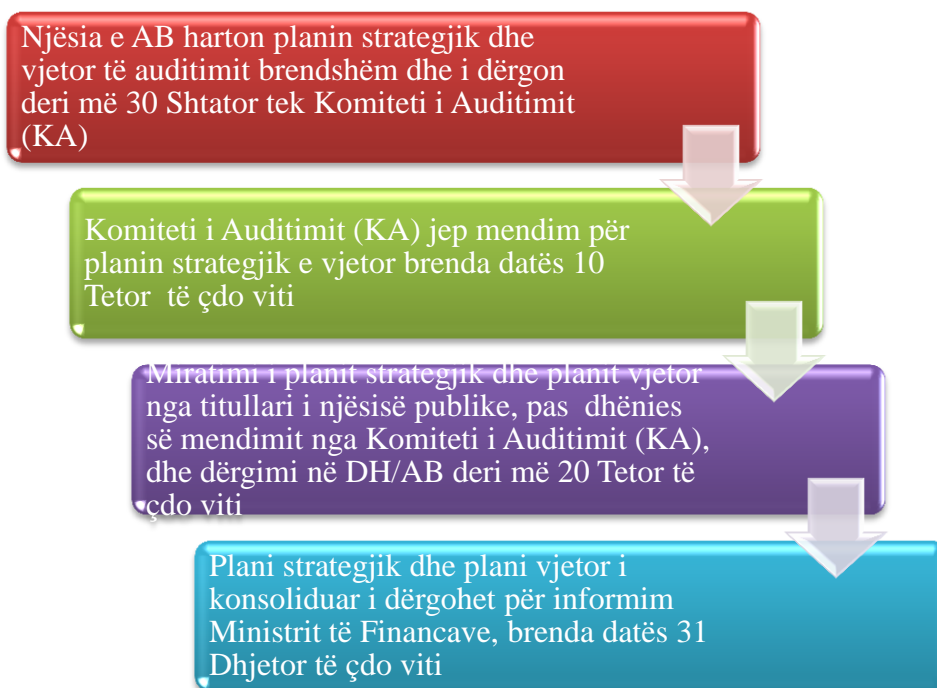 Njësia e AB harton planin strategjik dhe
vjetor të auditimit brendshëm dhe i dërgon
deri më 30 Shtator tek Komiteti i Auditimit
(KA)
Komiteti i Auditimit (KA) jep mendim për
planin strategjik e vjetor brenda datës 10
Tetor të çdo viti
Miratimi i planit strategjik dhe planit vjetor
nga titullari i njësisë publike, pas dhënies
së mendimit nga Komiteti i Auditimit (KA),
dhe dërgimi në DH/AB deri më 20 Tetor të
çdo viti
Plani strategjik dhe plani vjetor i
konsoliduar i dërgohet për informim
Ministrit të Financave, brenda datës 31
Dhjetor të çdo viti